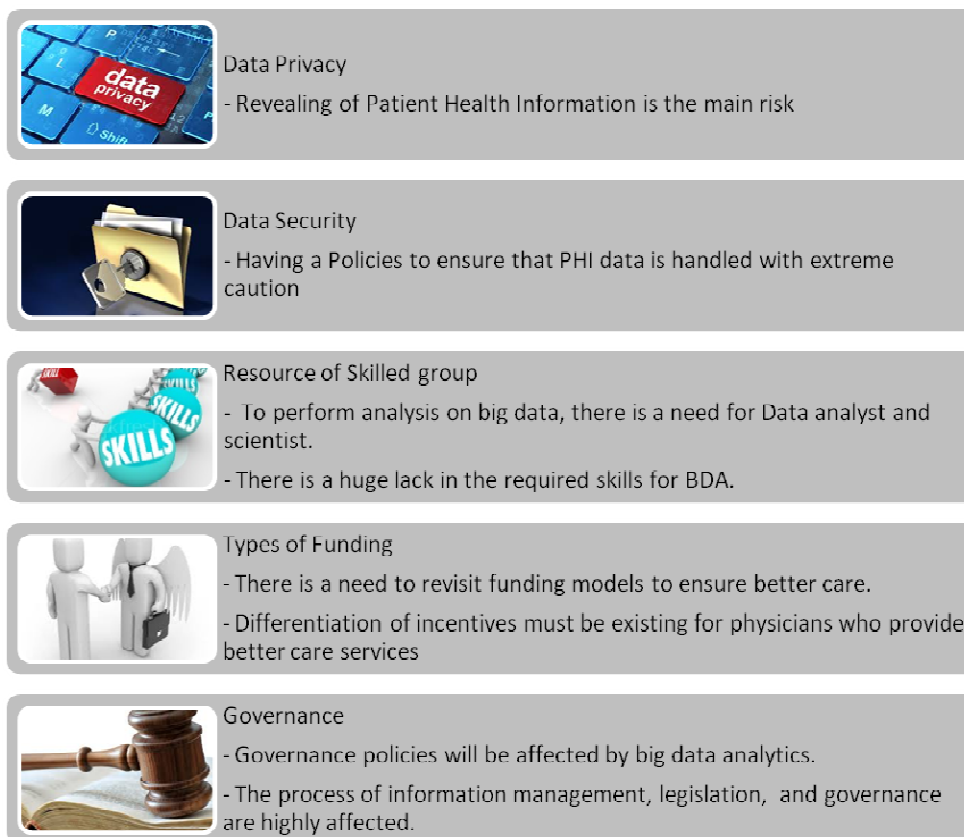 Data Privacy
- Revealing of Patient Health Information is the main risk
data
privacy
P
L
M
Shift
P
Data Security
- Having a Policies to ensure that PHI data is handled with extreme
caution
Resource of Skilled group
- To perform analysis on big data, there is a need for Data analyst and
scientist.
- There is a huge lack in the required skills for BDA.
SKILL
SKILLS
SKILLS
SKILLS
Types of Funding
- There is a need to revisit funding models to ensure better care.
- Differentiation of incentives must be existing for physicians who provide
better care services
Governance
- Governance policies will be affected by big data analytics.
- The process of information management, legislation, and governance
are highly affected.